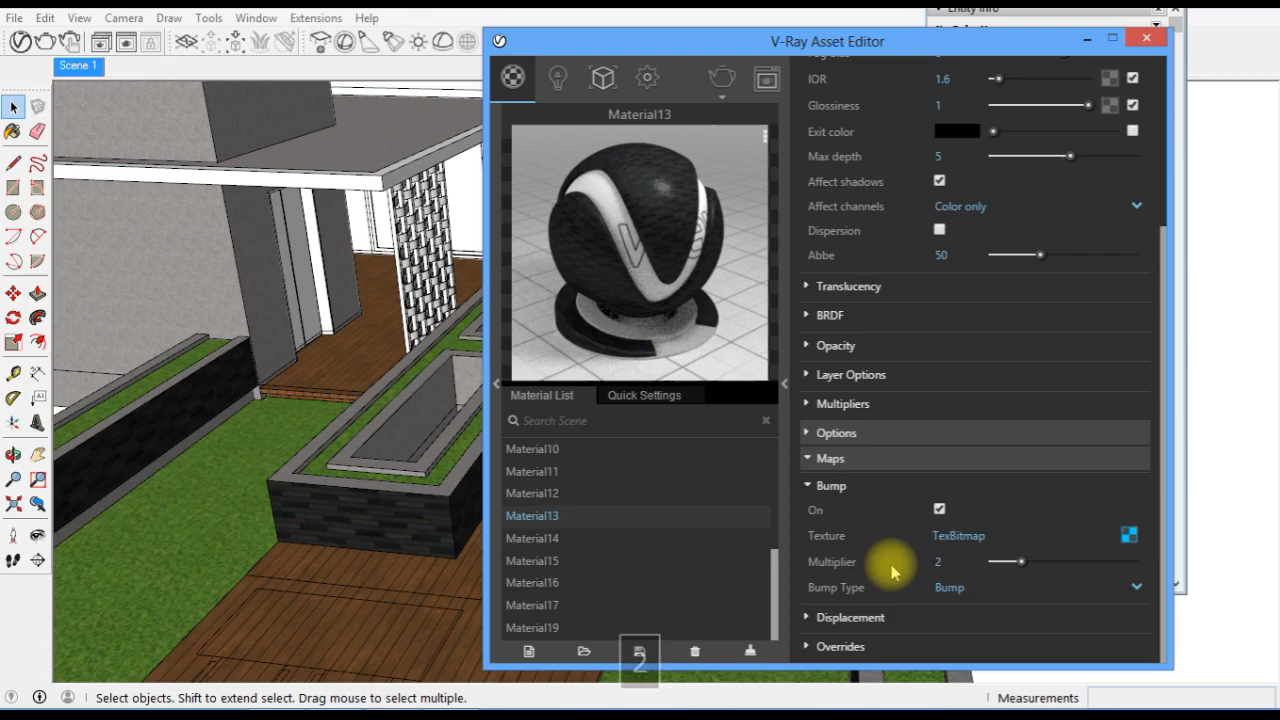 File Edit View Camera Draw Tools Window Extensions Help
Entity Info
V-Ray Asset Editor
Scene 1
IOR 1.6
Material13
Glossiness 1
Exit color
Max depth 5
Affect shadows
Affect channels Color only
Dispersion
Abbe 50
Translucency
BRDF
Opacity
Layer Options
Material List Quick Settings
Multipliers
Search Scene
Options
Material10
Maps
Material11
Bump
Material12
On
Material13
Texture TexBitmap
Material14
Multiplier 2
Material15
Bump Type Bump
Material16
Material17
Displacement
Material19
Overrides
2
Select objects. Shift to extend select. Drag mouse to select multiple.
Measurements